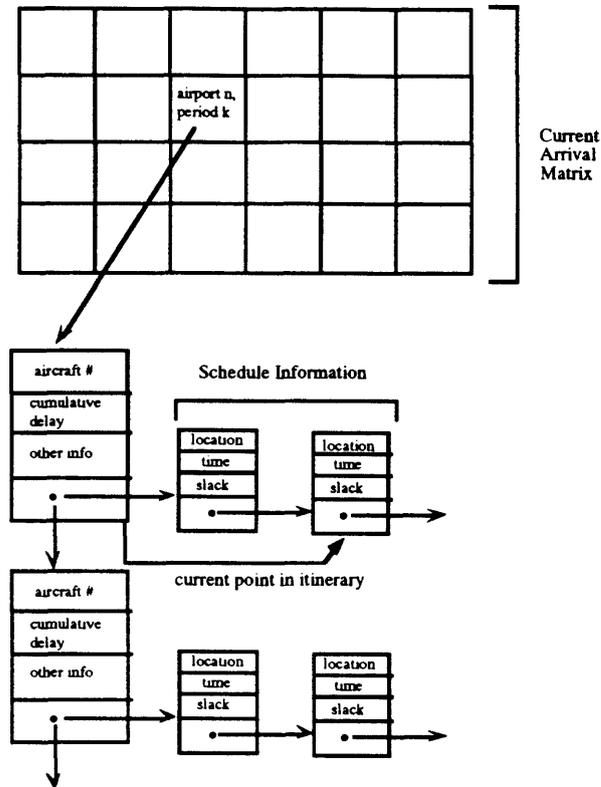 airport n,
period k
Current
Arrival
Matrix
aircraft #
cumulative
delay
other info
Schedule Information
location
time
slack
location
time
slack
current point in itinerary
aircraft #
cumulative
delay
other info
location
time
slack
location
time
slack